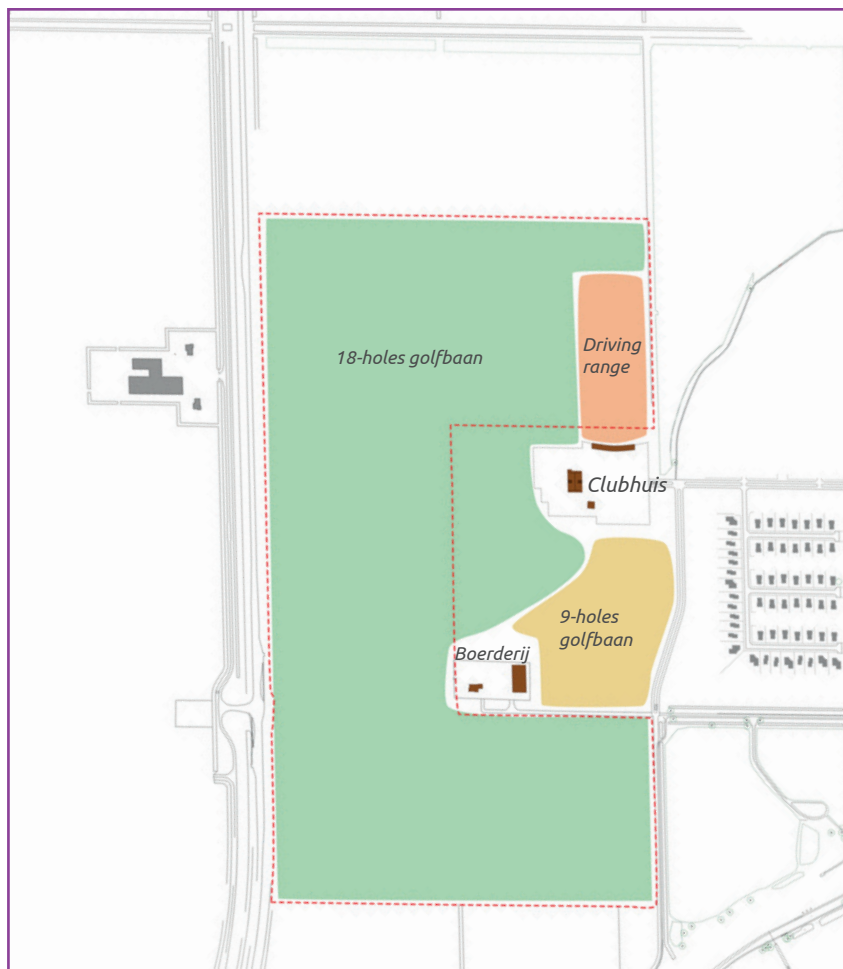 18-holes golfbaan
Driving
range
Clubhuis
9-holes
golfbaan
Boerderij